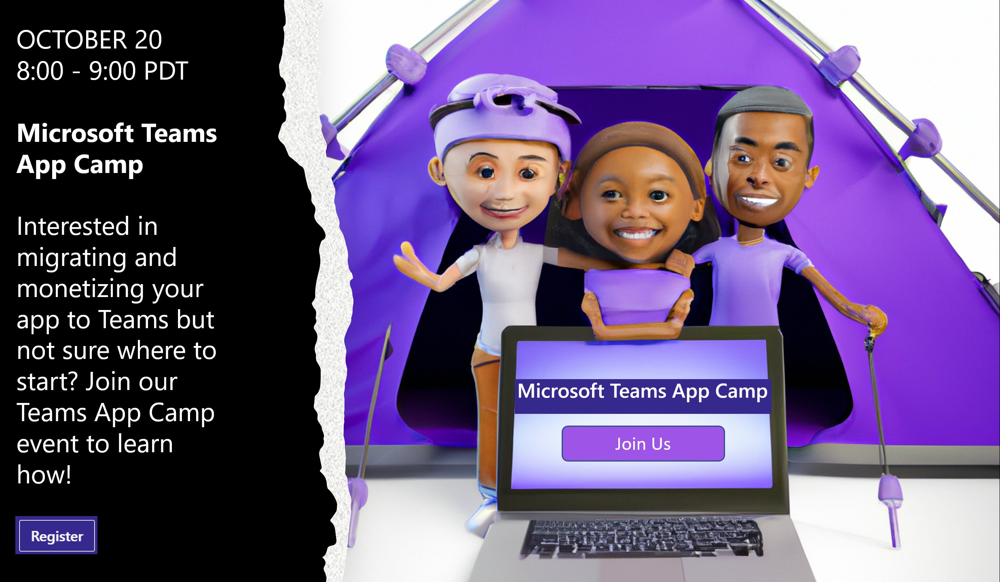 OCTOBER 20
8:00 - 9:00 PDT
Microsoft Teams
App Camp
Interested in
migrating and
monetizing your
app to Teams but
not sure where to
start? Join our
Teams App Camp
event to learn
how!
Register
Microsoft Teams App Camp
Join Us